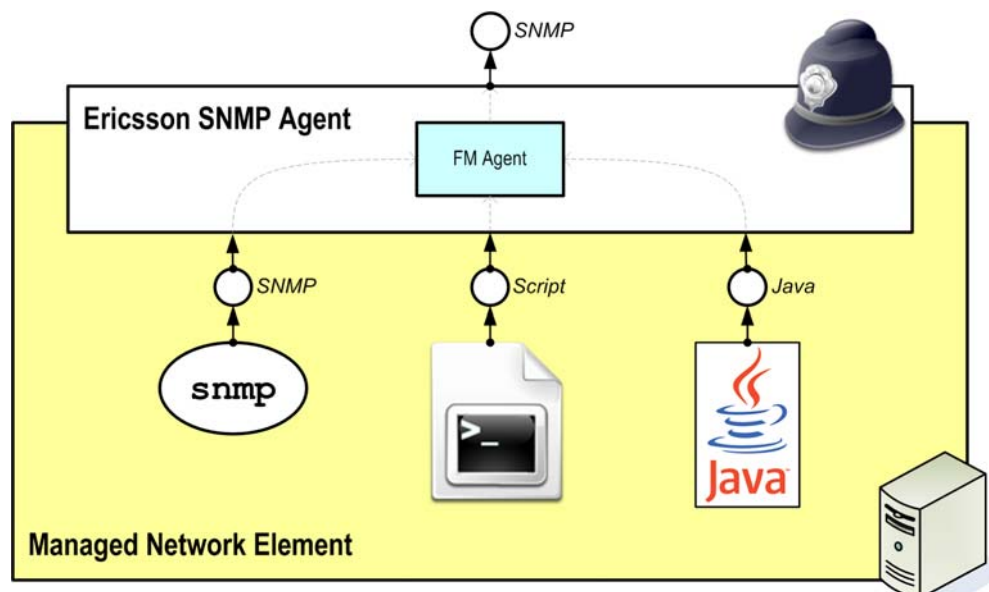 SNMP
Ericsson SNMP Agent
FM Agent
SNMP
Script
Java
snmp
>_
Java
Managed Network Element